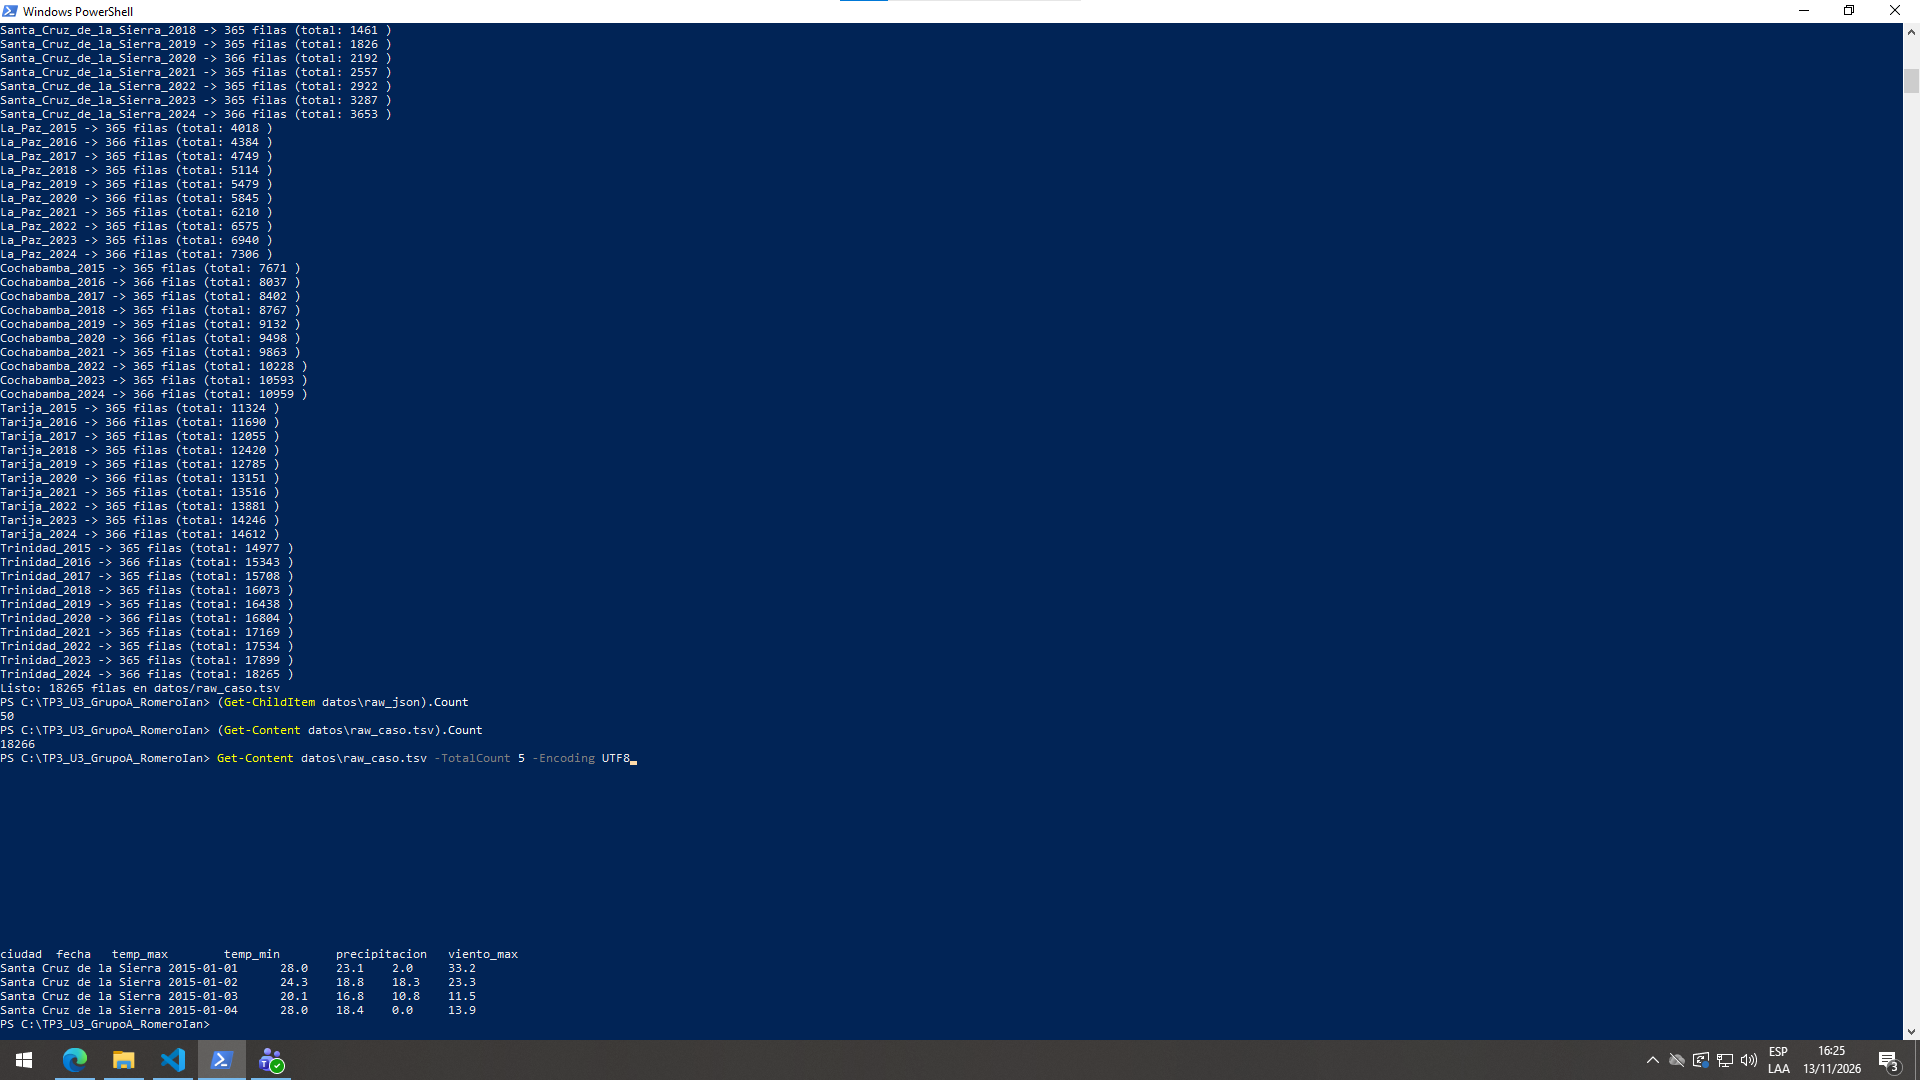 Windows PowerShell
Santa_Cruz_de_la_Sierra_2018 -> 365 filas (total: 1461 )
Santa_Cruz_de_la_Sierra_2019 -> 365 filas (total: 1826 )
Santa_Cruz_de_la_Sierra_2020 -> 366 filas (total: 2192 )
Santa_Cruz_de_la_Sierra_2021 -> 365 filas (total: 2557 )
Santa_Cruz_de_la_Sierra_2022 -> 365 filas (total: 2922 )
Santa_Cruz_de_la_Sierra_2023 -> 365 filas (total: 3287 )
Santa_Cruz_de_la_Sierra_2024 -> 366 filas (total: 3653 )
La_Paz_2015 -> 365 filas (total: 4018 )
La_Paz_2016 -> 366 filas (total: 4384 )
La_Paz_2017 -> 365 filas (total: 4749 )
La_Paz_2018 -> 365 filas (total: 5114 )
La_Paz_2019 -> 365 filas (total: 5479 )
La_Paz_2020 -> 366 filas (total: 5845 )
La_Paz_2021 -> 365 filas (total: 6210 )
La_Paz_2022 -> 365 filas (total: 6575 )
La_Paz_2023 -> 365 filas (total: 6940 )
La_Paz_2024 -> 366 filas (total: 7306 )
Cochabamba_2015 -> 365 filas (total: 7671 )
Cochabamba_2016 -> 366 filas (total: 8037 )
Cochabamba_2017 -> 365 filas (total: 8402 )
Cochabamba_2018 -> 365 filas (total: 8767 )
Cochabamba_2019 -> 365 filas (total: 9132 )
Cochabamba_2020 -> 366 filas (total: 9498 )
Cochabamba_2021 -> 365 filas (total: 9863 )
Cochabamba_2022 -> 365 filas (total: 10228 )
Cochabamba_2023 -> 365 filas (total: 10593 )
Cochabamba_2024 -> 366 filas (total: 10959 )
Tarija_2015 -> 365 filas (total: 11324 )
Tarija_2016 -> 366 filas (total: 11690 )
Tarija_2017 -> 365 filas (total: 12055 )
Tarija_2018 -> 365 filas (total: 12420 )
Tarija_2019 -> 365 filas (total: 12785 )
Tarija_2020 -> 366 filas (total: 13151 )
Tarija_2021 -> 365 filas (total: 13516 )
Tarija_2022 -> 365 filas (total: 13881 )
Tarija_2023 -> 365 filas (total: 14246 )
Tarija_2024 -> 366 filas (total: 14612 )
Trinidad_2015 -> 365 filas (total: 14977 )
Trinidad_2016 -> 366 filas (total: 15343 )
Trinidad_2017 -> 365 filas (total: 15708 )
Trinidad_2018 -> 365 filas (total: 16073 )
Trinidad_2019 -> 365 filas (total: 16438 )
Trinidad_2020 -> 366 filas (total: 16804 )
Trinidad_2021 -> 365 filas (total: 17169 )
Trinidad_2022 -> 365 filas (total: 17534 )
Trinidad_2023 -> 365 filas (total: 17899 )
Trinidad_2024 -> 366 filas (total: 18265 )
Listo: 18265 filas en datos/raw_caso.tsv
PS C:\TP3_U3_GrupoA_RomeroIan> (Get-ChildItem datos\raw_json).Count
50
PS C:\TP3_U3_GrupoA_RomeroIan> (Get-Content datos\raw_caso.tsv).Count
18266
PS C:\TP3_U3_GrupoA_RomeroIan> Get-Content datos\raw_caso.tsv -TotalCount 5 -Encoding UTF8
ciudad fecha temp_max temp_min precipitacion viento_max
Santa Cruz de la Sierra 2015-01-01 28.0 23.1 2.0 33.2
Santa Cruz de la Sierra 2015-01-02 24.3 18.8 18.3 23.3
Santa Cruz de la Sierra 2015-01-03 20.1 16.8 10.8 11.5
Santa Cruz de la Sierra 2015-01-04 28.0 18.4 0.0 13.9
PS C:\TP3_U3_GrupoA_RomeroIan>
ESP 16:25
LAA 13/11/2026
3